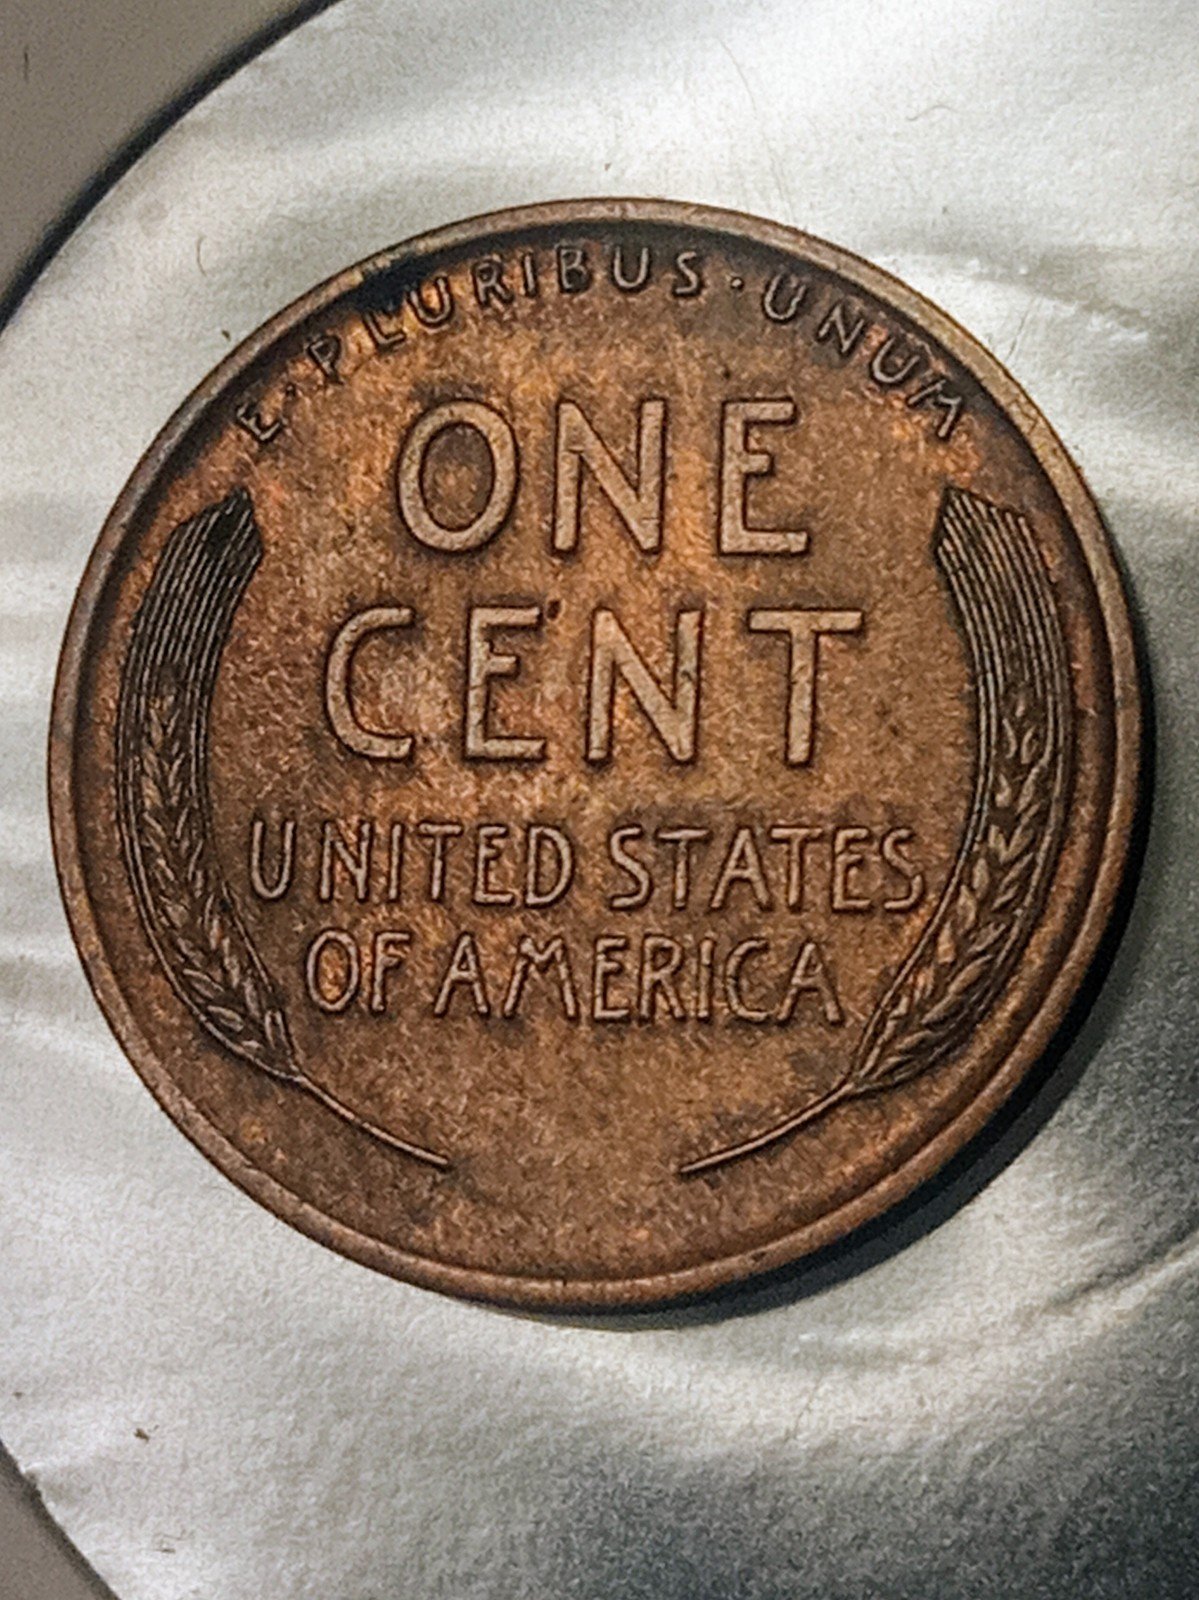 E · PLURIBUS · UNUM
ONE
CENT
UNITED STATES
OF AMERICA